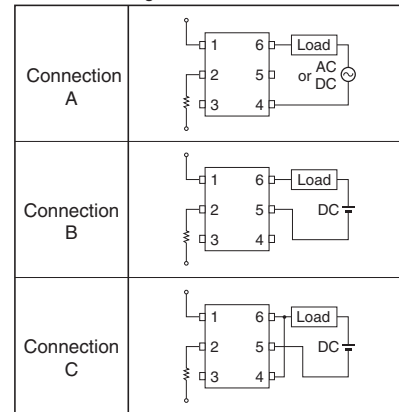 Connection
A
1 6 Load
2 5 or AC
DC
3 4
Connection
B
1 6 Load
2 5 DC
3 4
Connection
C
1 6 Load
2 5 DC
3 4